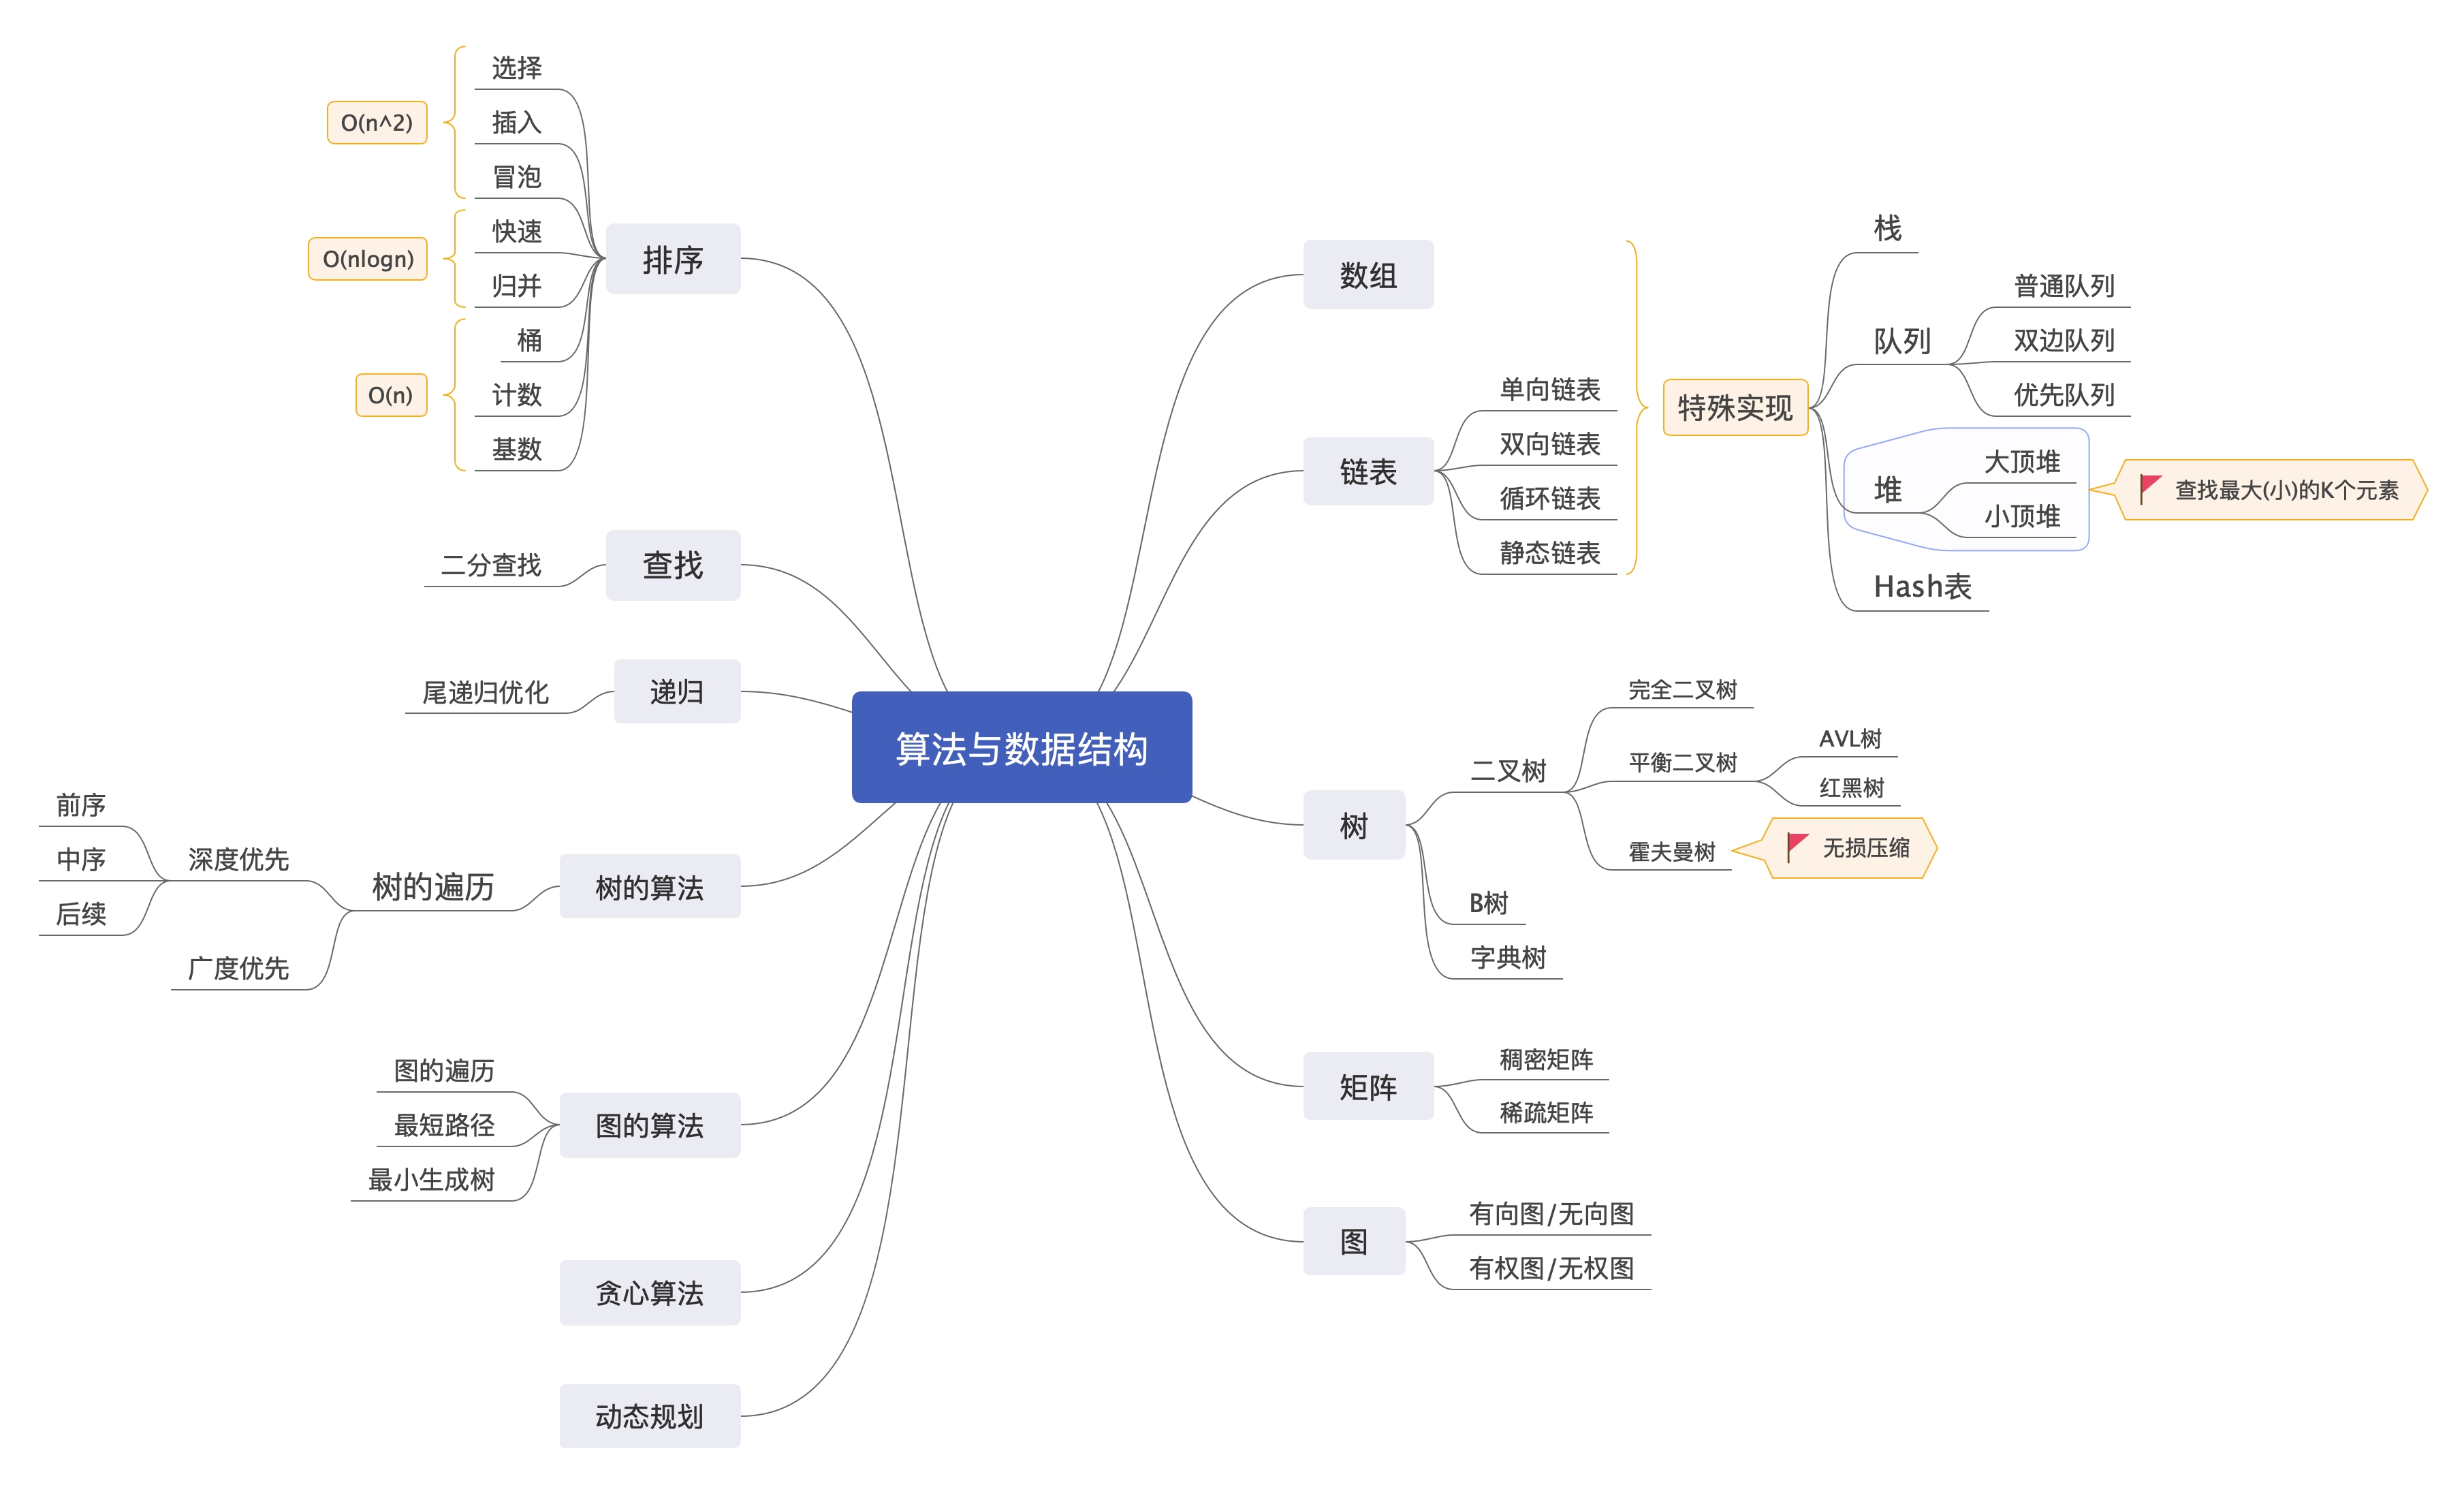 算法与数据结构
排序
O(n^2)
选择
插入
冒泡
O(nlogn)
快速
归并
O(n)
桶
计数
基数
查找
二分查找
递归
尾递归优化
树的算法
树的遍历
深度优先
前序
中序
后续
广度优先
图的算法
图的遍历
最短路径
最小生成树
贪心算法
动态规划
数组
链表
单向链表
双向链表
循环链表
静态链表
特殊实现
栈
队列
普通队列
双边队列
优先队列
堆
大顶堆
小顶堆
查找最大(小)的K个元素
Hash表
树
二叉树
完全二叉树
平衡二叉树
AVL树
红黑树
霍夫曼树
无损压缩
B树
字典树
矩阵
稠密矩阵
稀疏矩阵
图
有向图/无向图
有权图/无权图